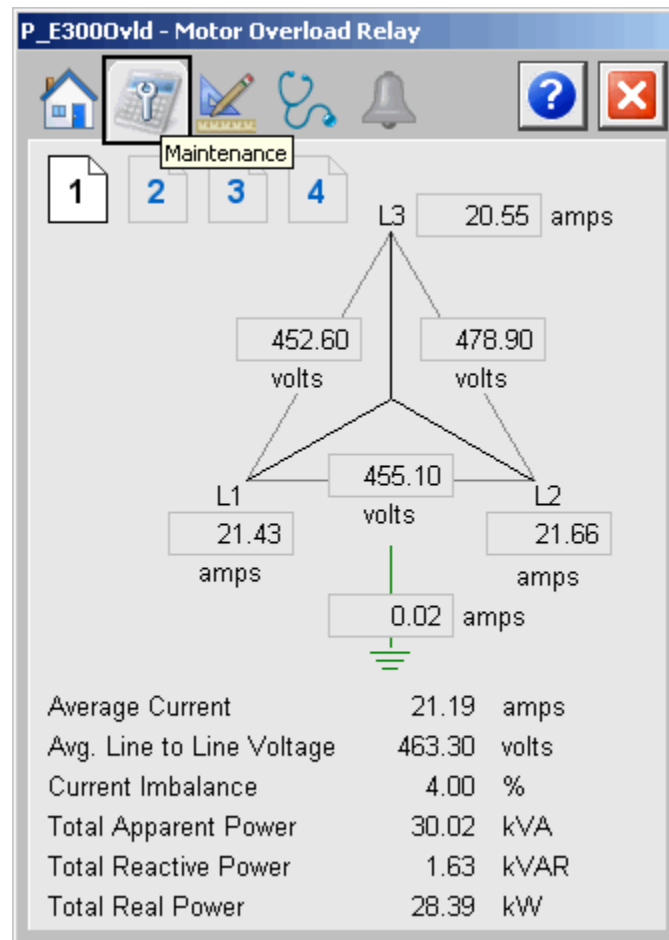 P_E300Ovld - Motor Overload Relay
?
Maintenance
1 2 3 4
L3 20.55 amps
452.60 478.90
volts volts
455.10
L1 L2
volts
21.43 21.66
amps amps
0.02 amps
Average Current 21.19 amps
Avg. Line to Line Voltage 463.30 volts
Current Imbalance 4.00 %
Total Apparent Power 30.02 kVA
Total Reactive Power 1.63 kVAR
Total Real Power 28.39 kW